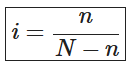 i = n / (N − n)